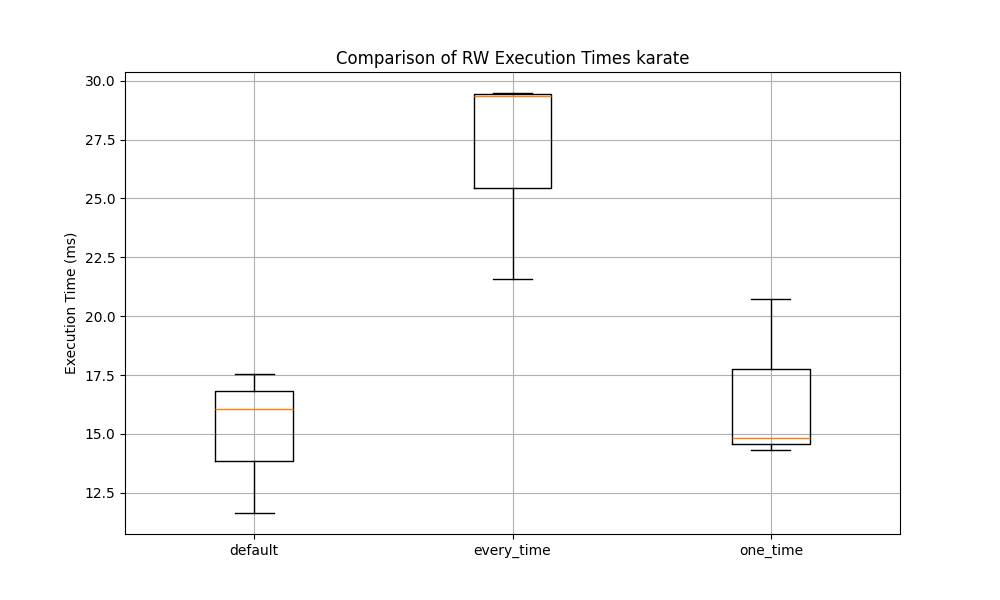 Comparison of RW Execution Times karate
Execution Time (ms)
30.0
27.5
25.0
22.5
20.0
17.5
15.0
12.5
default every_time one_time